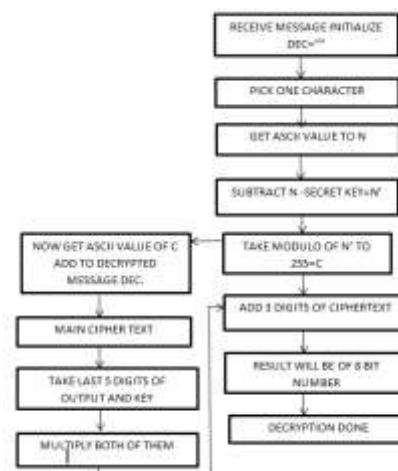 RECEIVE MESSAGE INITIALIZE
DEC=""
PICK ONE CHARACTER
GET ASCII VALUE TO N
SUBTRACT N -SECRET KEY=N'
TAKE MODULO OF N' TO
255=C
NOW GET ASCII VALUE OF C
ADD TO DECRYPTED
MESSAGE DEC.
MAIN CIPHER TEXT
TAKE LAST 5 DIGITS OF
OUTPUT AND KEY
MULTIPLY BOTH OF THEM
ADD 3 DIGITS OF CIPHERTEXT
RESULT WILL BE OF 8 BIT
NUMBER
DECRYPTION DONE